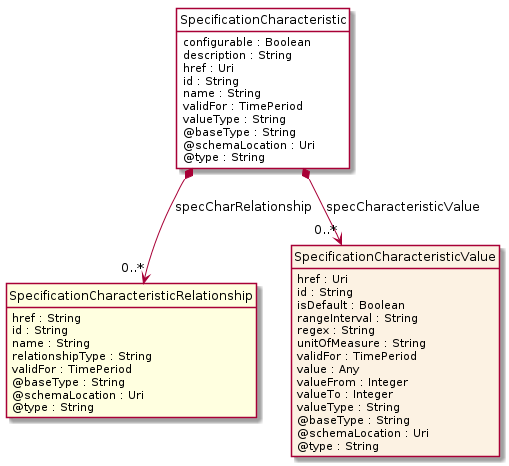 SpecificationCharacteristic
configurable : Boolean
description : String
href : Uri
id : String
name : String
validFor : TimePeriod
valueType : String
@baseType : String
@schemaLocation : Uri
@type : String
specCharRelationship
specCharacteristicValue
0..*
0..*
SpecificationCharacteristicRelationship
href : String
id : String
name : String
relationshipType : String
validFor : TimePeriod
@baseType : String
@schemaLocation : Uri
@type : String
SpecificationCharacteristicValue
href : Uri
id : String
isDefault : Boolean
rangeInterval : String
regex : String
unitOfMeasure : String
validFor : TimePeriod
value : Any
valueFrom : Integer
valueTo : Integer
valueType : String
@baseType : String
@schemaLocation : Uri
@type : String